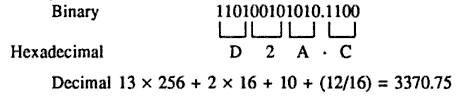 Binary 110100101010.1100
Hexadecimal D 2 A . C
Decimal 13 × 256 + 2 × 16 + 10 + (12/16) = 3370.75